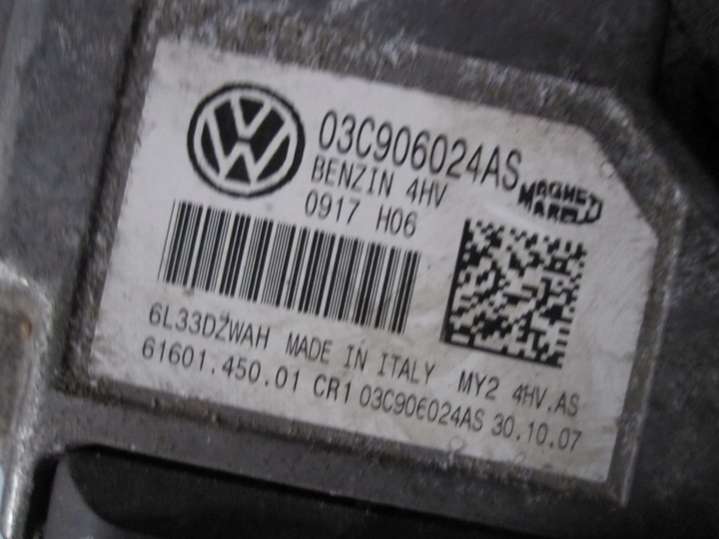 03C906024AS
BENZIN 4HV
MAGNETI MARELLI
0917 H06
6L33DZWAH MADE IN ITALY MY2 4HV.AS
61601.450.01 CR1 03C906024AS 30.10.07